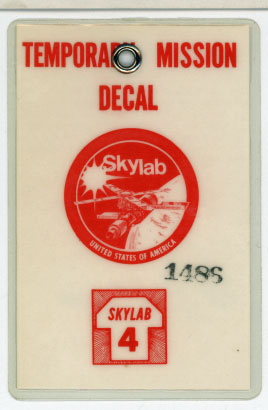 TEMPORARY MISSION
DECAL
Skylab
UNITED STATES OF AMERICA
1486
SKYLAB
4